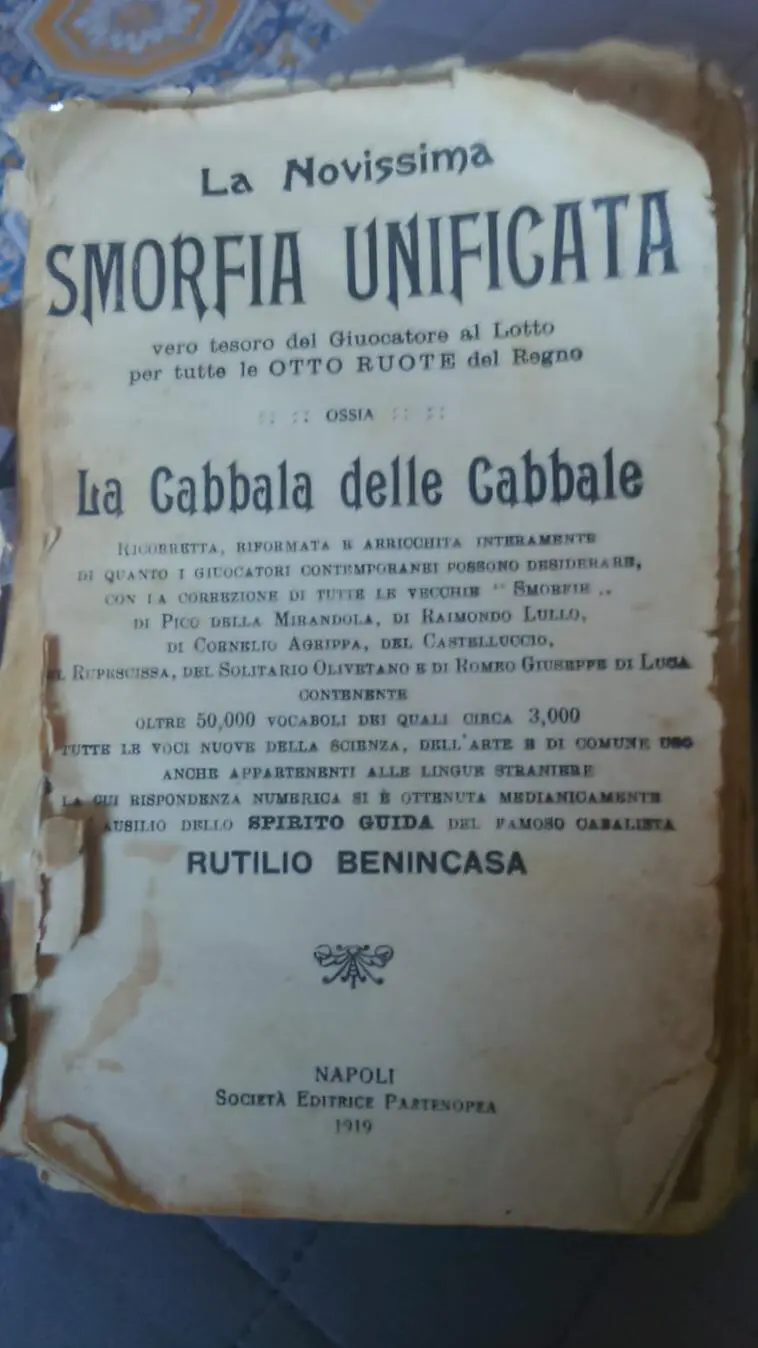 La Novissima
SMORFIA UNIFICATA
vero tesoro del Giuocatore al Lotto
per tutte le OTTO RUOTE del Regno
OSSIA
La Cabbala delle Cabbale
RICORRETTA, RIFORMATA E ARRICCHITA INTERAMENTE
DI QUANTO I GIUOCATORI CONTEMPORANEI POSSONO DESIDERARE,
CON LA CORREZIONE DI TUTTE LE VECCHIE " SMORFIE „
DI PICO DELLA MIRANDOLA, DI RAIMONDO LULLO,
DI CORNELIO AGRIPPA, DEL CASTELLUCCIO,
RUPESCISSA, DEL SOLITARIO OLIVETANO E DI ROMEO GIUSEPPE DI LUCA
CONTENENTE
OLTRE 50,000 VOCABOLI DEI QUALI CIRCA 3,000
TUTTE LE VOCI NUOVE DELLA SCIENZA, DELL'ARTE E DI COMUNE USO
ANCHE APPARTENENTI ALLE LINGUE STRANIERE
LA CUI RISPONDENZA NUMERICA SI È OTTENUTA MEDIANICAMENTE
AUSILIO DELLO SPIRITO GUIDA DEL FAMOSO CABALISTA
RUTILIO BENINCASA
NAPOLI
SOCIETÀ EDITRICE PARTENOPEA
1919